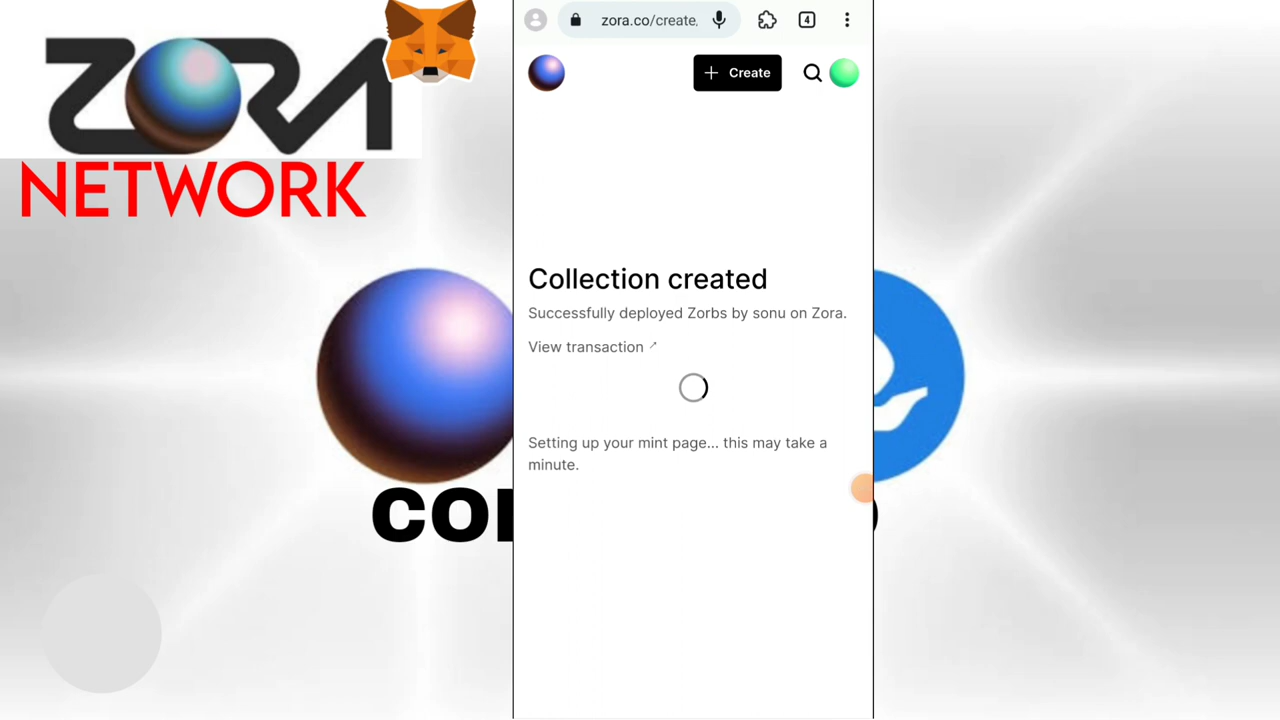 ZORA
NETWORK
zora.co/create
4
Create
Collection created
Successfully deployed Zorbs by sonu on Zora.
View transaction ↗
Setting up your mint page... this may take a
minute.